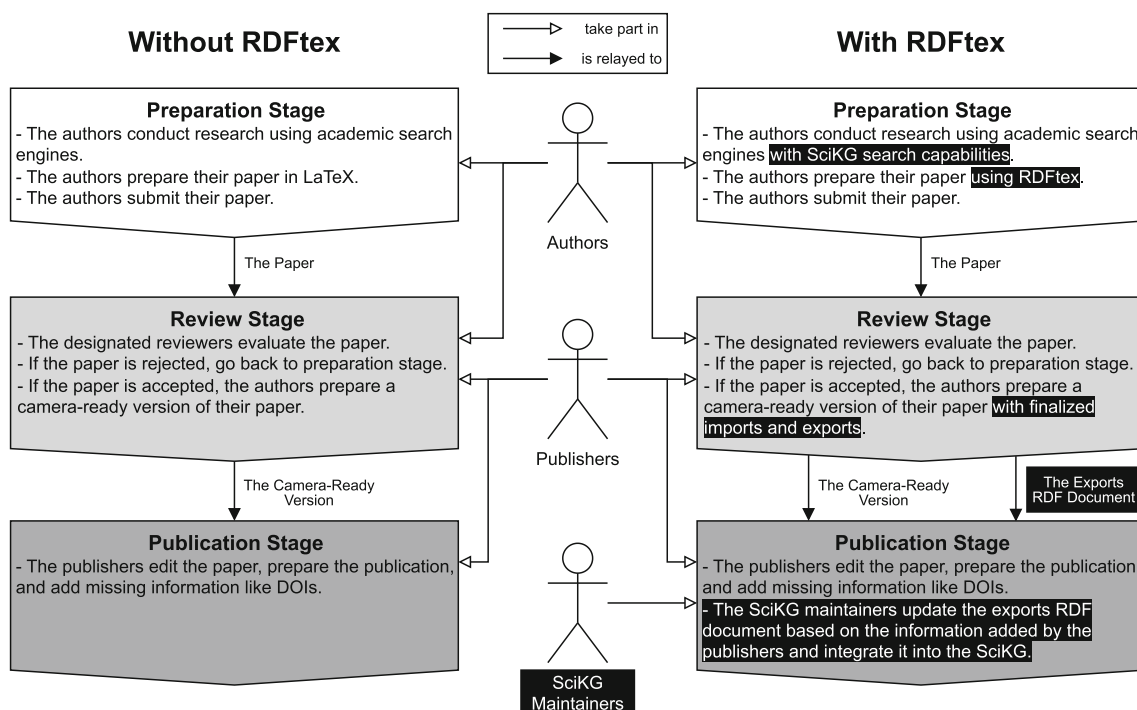 Without RDFtex
take part in
is relayed to
With RDFtex
Preparation Stage
- The authors conduct research using academic search
engines.
- The authors prepare their paper in LaTeX.
- The authors submit their paper.
The Paper
Review Stage
- The designated reviewers evaluate the paper.
- If the paper is rejected, go back to preparation stage.
- If the paper is accepted, the authors prepare a
camera-ready version of their paper.
The Camera-Ready
Version
Publication Stage
- The publishers edit the paper, prepare the publication,
and add missing information like DOIs.
Authors
Publishers
SciKG
Maintainers
Preparation Stage
- The authors conduct research using academic search
engines with SciKG search capabilities.
- The authors prepare their paper using RDFtex.
- The authors submit their paper.
The Paper
Review Stage
- The designated reviewers evaluate the paper.
- If the paper is rejected, go back to preparation stage.
- If the paper is accepted, the authors prepare a
camera-ready version of their paper with finalized
imports and exports.
The Camera-Ready
Version
The Exports
RDF Document
Publication Stage
- The publishers edit the paper, prepare the publication
and add missing information like DOIs.
- The SciKG maintainers update the exports RDF
document based on the information added by the
publishers and integrate it into the SciKG.